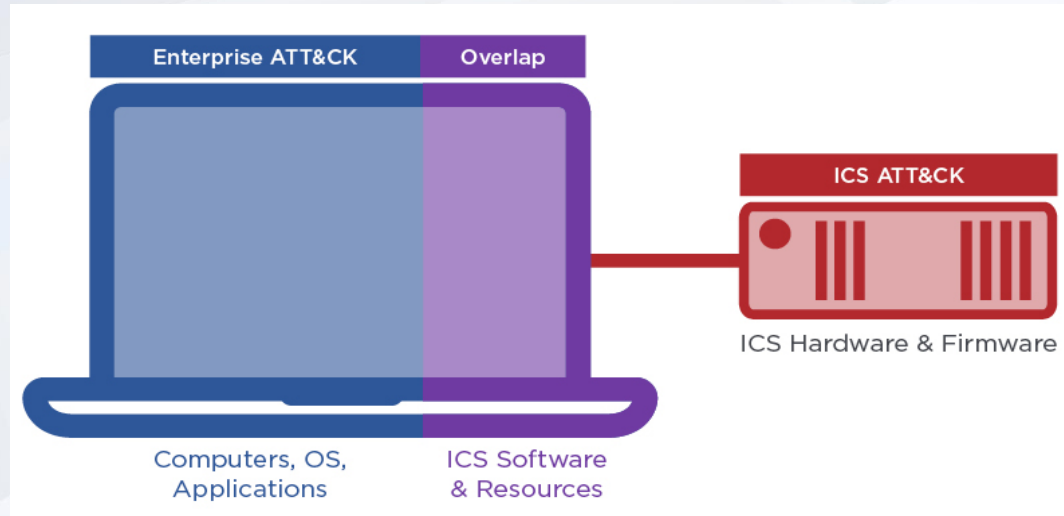 Enterprise ATT&CK
Overlap
ICS ATT&CK
ICS Hardware & Firmware
Computers, OS,
Applications
ICS Software
& Resources